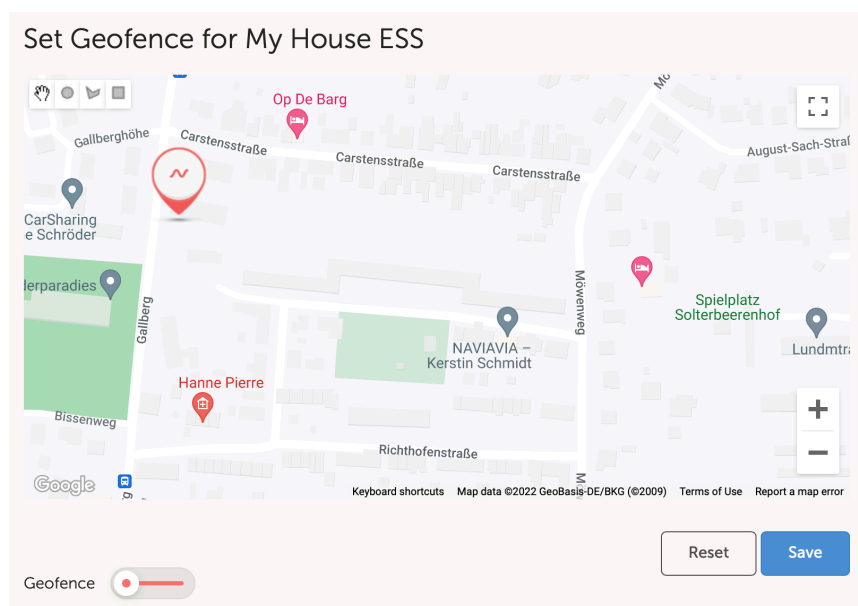 Set Geofence for My House ESS
Op De Barg
Gallberghöhe
Carstensstraße
Carstensstraße
Carstensstraße
August-Sach-Straß
CarSharing
e Schröder
lerparadies
Gallberg
Möwenweg
Spielplatz
Solterbeerenhof
NAVIAVIA –
Kerstin Schmidt
Lundmtra
Hanne Pierre
Bissenweg
Richthofenstraße
Google
Keyboard shortcuts
Map data ©2022 GeoBasis-DE/BKG (©2009)
Terms of Use
Report a map error
Reset
Save
Geofence